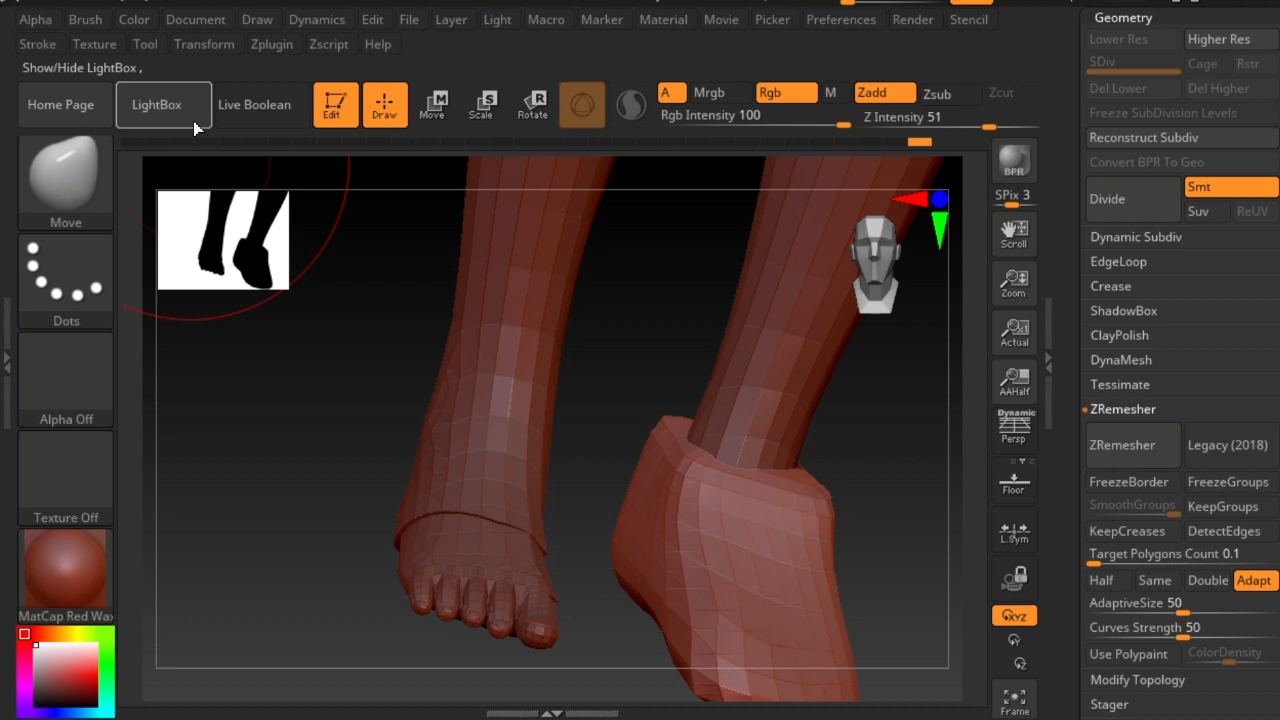 Alpha Brush Color Document Draw Dynamics Edit File Layer Light Macro Marker Material Movie Picker Preferences Render Stencil
Stroke Texture Tool Transform Zplugin Zscript Help
Show/Hide LightBox ,
Home Page LightBox Live Boolean Edit Draw Move Scale Rotate
A Mrgb Rgb M Zadd Zsub Zcut
Rgb Intensity 100 Z Intensity 51
Move
Dots
Alpha Off
Texture Off
MatCap Red Wax
BPR
SPix 3
Scroll
Zoom
Actual
AAHalf
Dynamic
Persp
Floor
L.Sym
XYZ
Y
Z
Frame
Geometry
Lower Res Higher Res
SDiv Cage Rstr
Del Lower Del Higher
Freeze SubDivision Levels
Reconstruct Subdiv
Convert BPR To Geo
Divide Smt
Suv ReUV
Dynamic Subdiv
EdgeLoop
Crease
ShadowBox
ClayPolish
DynaMesh
Tessimate
ZRemesher
ZRemesher Legacy (2018)
FreezeBorder FreezeGroups
SmoothGroups KeepGroups
KeepCreases DetectEdges
Target Polygons Count 0.1
Half Same Double Adapt
AdaptiveSize 50
Curves Strength 50
Use Polypaint ColorDensity
Modify Topology
Stager